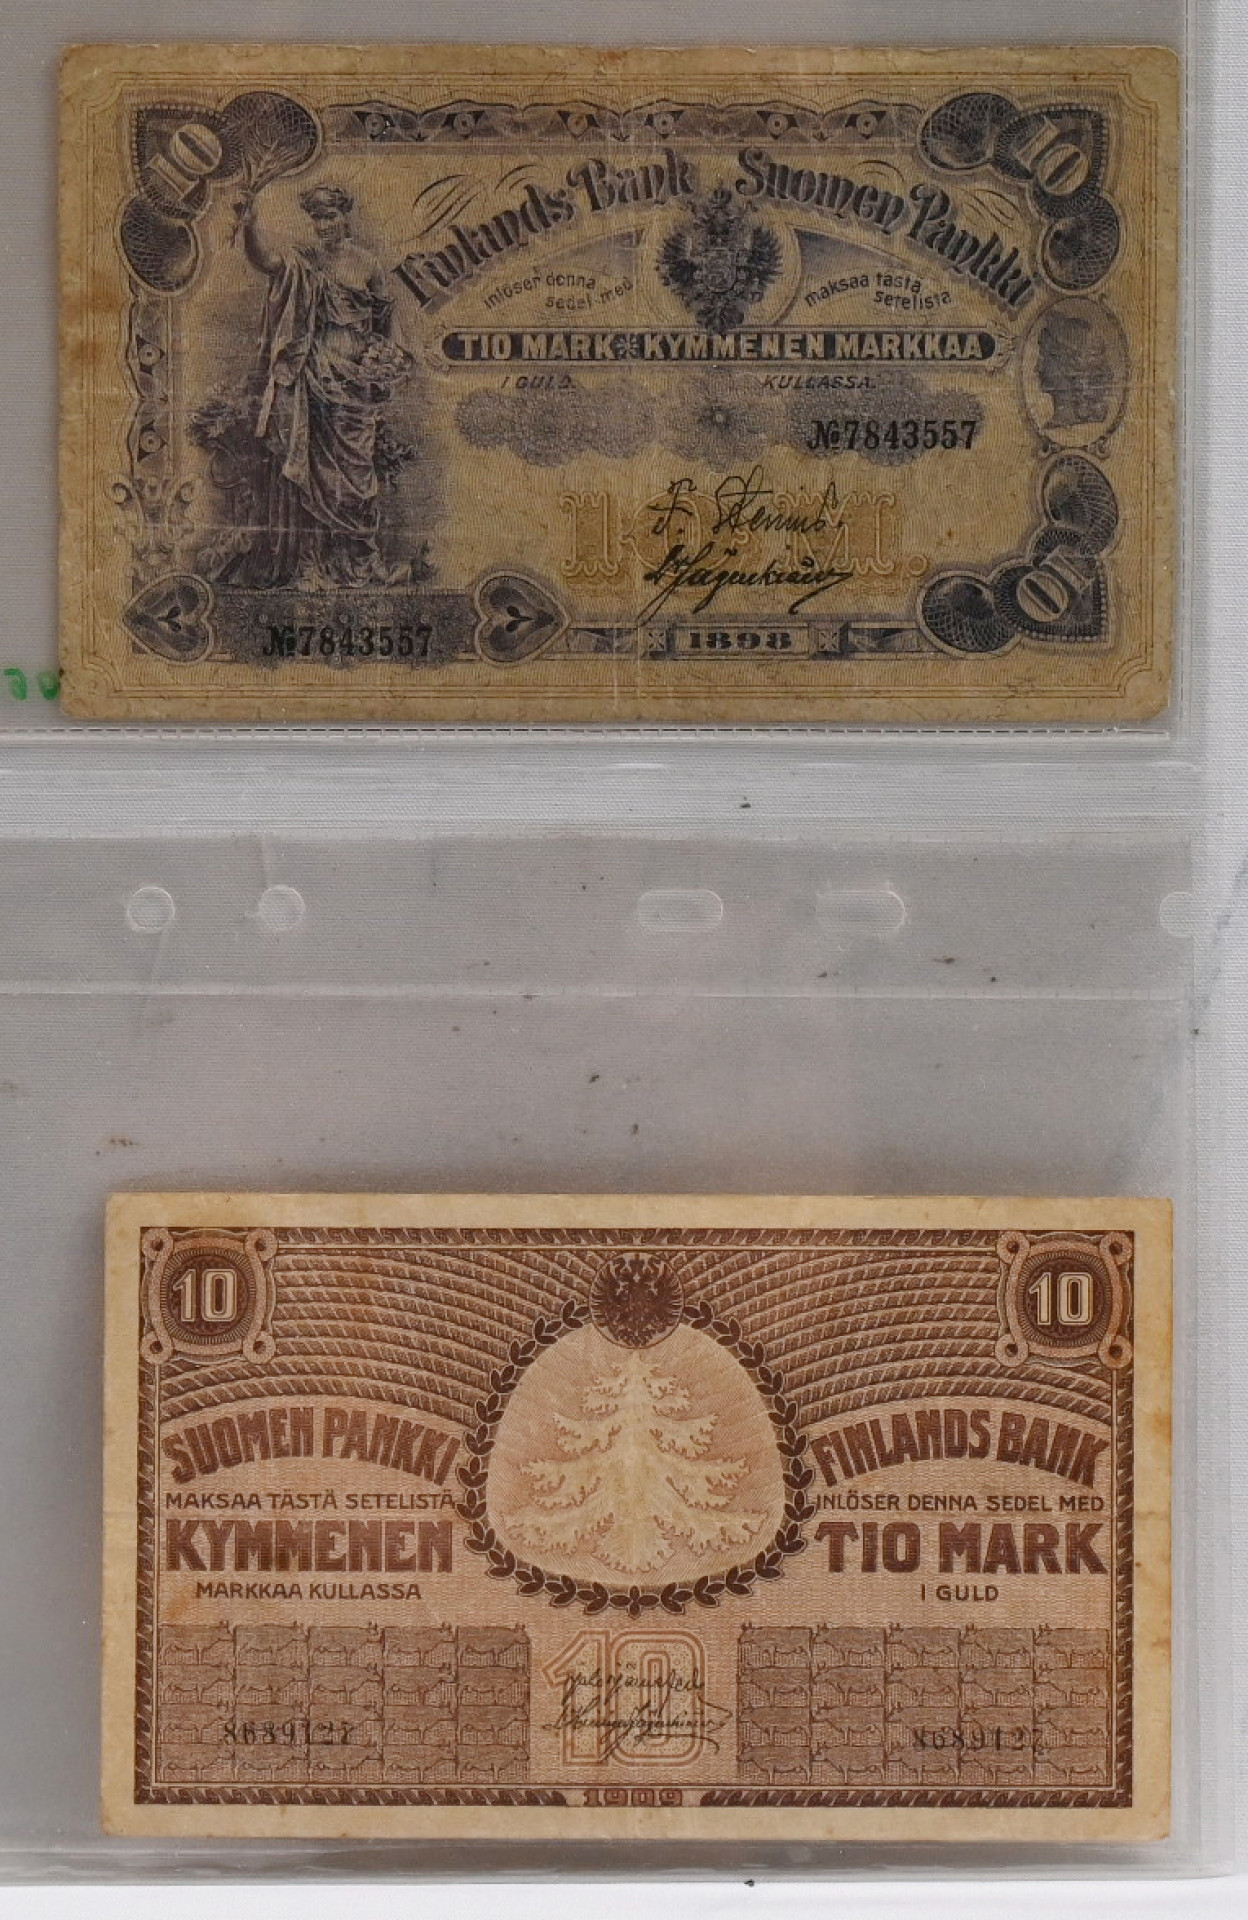 10
10
Finlands Bank Suomen Pankki
inlöser denna
sedel med
maksaa tästä
setelistä
TIO MARK KYMMENEN MARKKAA
I GULD.
KULLASSA.
№7843557
10 M.
№7843557
1898
10
10
10
SUOMEN PANKKI
FINLANDS BANK
MAKSAA TÄSTÄ SETELISTÄ
INLÖSER DENNA SEDEL MED
KYMMENEN
TIO MARK
MARKKAA KULLASSA
I GULD
10
8689127
8689127
1909